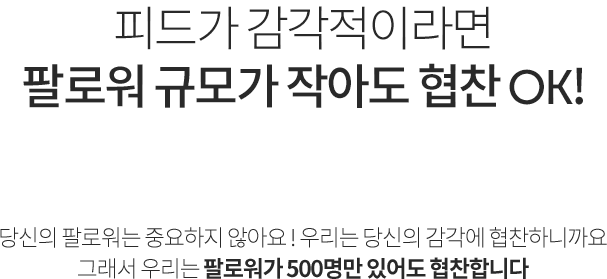 피드가 감각적이라면
팔로워 규모가 작아도 협찬 OK!
당신의 팔로워는 중요하지 않아요 ! 우리는 당신의 감각에 협찬하니까요
그래서 우리는 팔로워가 500명만 있어도 협찬합니다